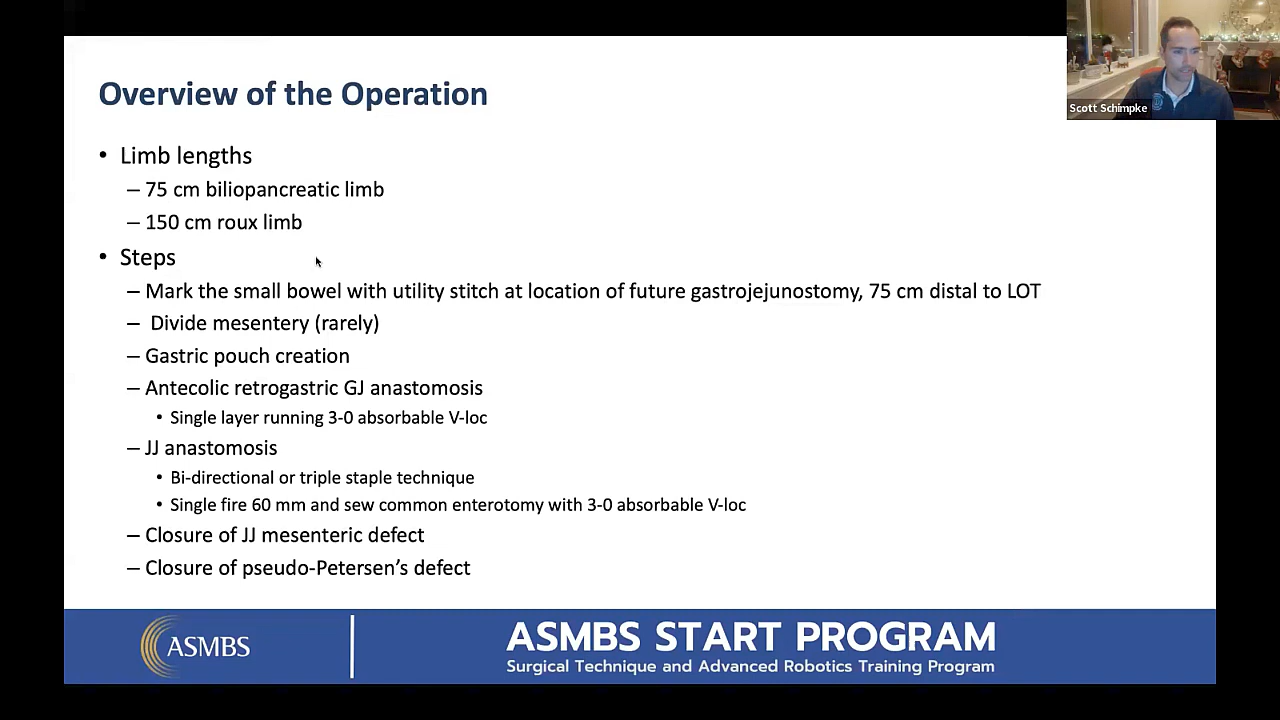 Overview of the Operation
Scott Schimpke
• Limb lengths
– 75 cm biliopancreatic limb
– 150 cm roux limb
• Steps
– Mark the small bowel with utility stitch at location of future gastrojejunostomy, 75 cm distal to LOT
– Divide mesentery (rarely)
– Gastric pouch creation
– Antecolic retrogastric GJ anastomosis
• Single layer running 3-0 absorbable V-loc
– JJ anastomosis
• Bi-directional or triple staple technique
• Single fire 60 mm and sew common enterotomy with 3-0 absorbable V-loc
– Closure of JJ mesenteric defect
– Closure of pseudo-Petersen’s defect
ASMBS
ASMBS START PROGRAM
Surgical Technique and Advanced Robotics Training Program